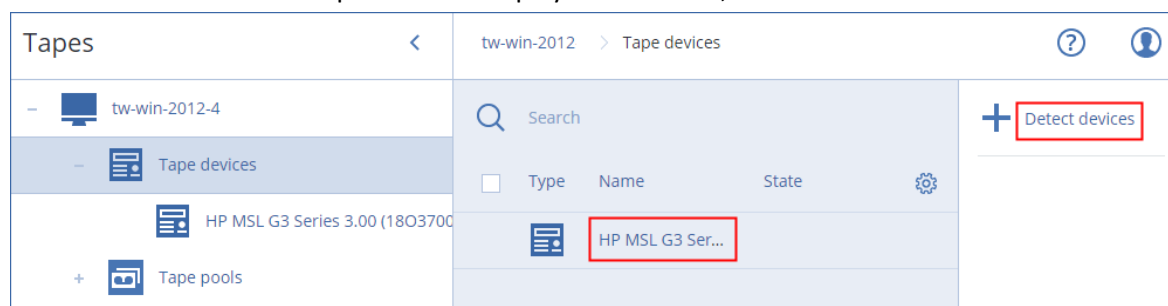 Tapes
tw-win-2012 > Tape devices
tw-win-2012-4
Search
Detect devices
Tape devices
Type Name State
HP MSL G3 Series 3.00 (18O3700
HP MSL G3 Ser...
Tape pools